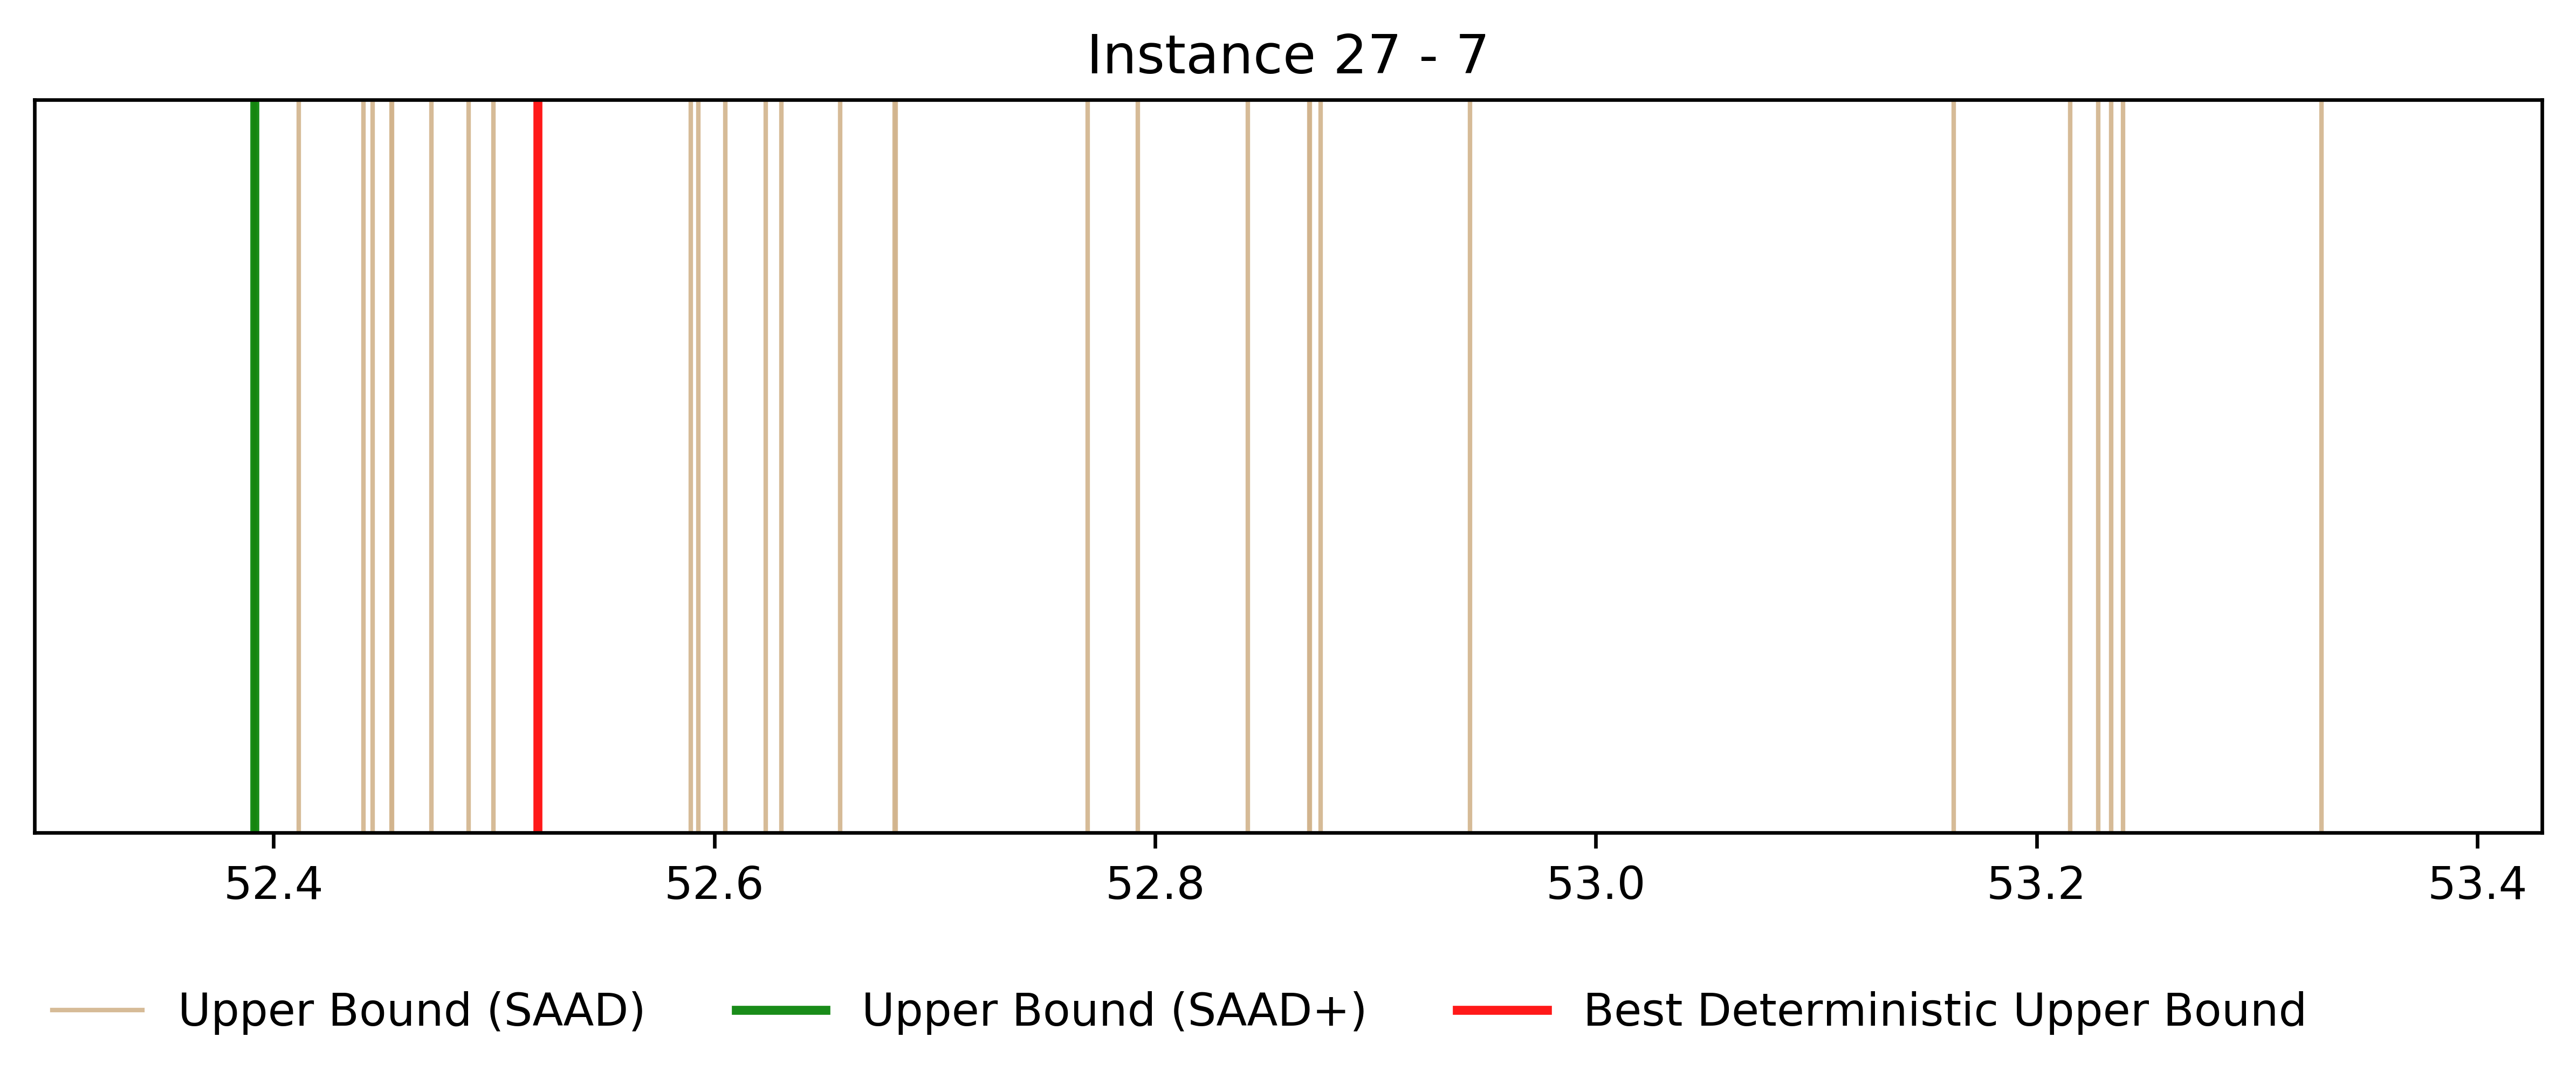 Instance 27 - 7
52.4 52.6 52.8 53.0 53.2 53.4
Upper Bound (SAAD) Upper Bound (SAAD+) Best Deterministic Upper Bound